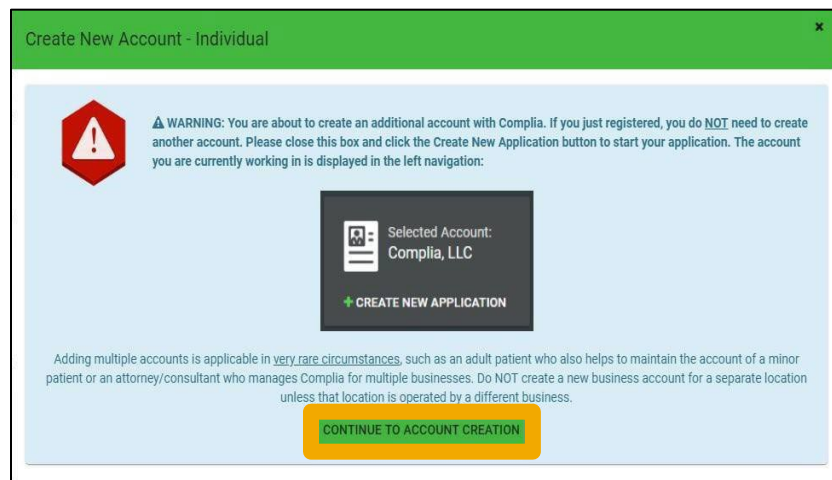 Create New Account - Individual
×
WARNING: You are about to create an additional account with Complia. If you just registered, you do NOT need to create
another account. Please close this box and click the Create New Application button to start your application. The account
you are currently working in is displayed in the left navigation:
Selected Account:
Complia, LLC
+ CREATE NEW APPLICATION
Adding multiple accounts is applicable in very rare circumstances, such as an adult patient who also helps to maintain the account of a minor
patient or an attorney/consultant who manages Complia for multiple businesses. Do NOT create a new business account for a separate location
unless that location is operated by a different business.
CONTINUE TO ACCOUNT CREATION